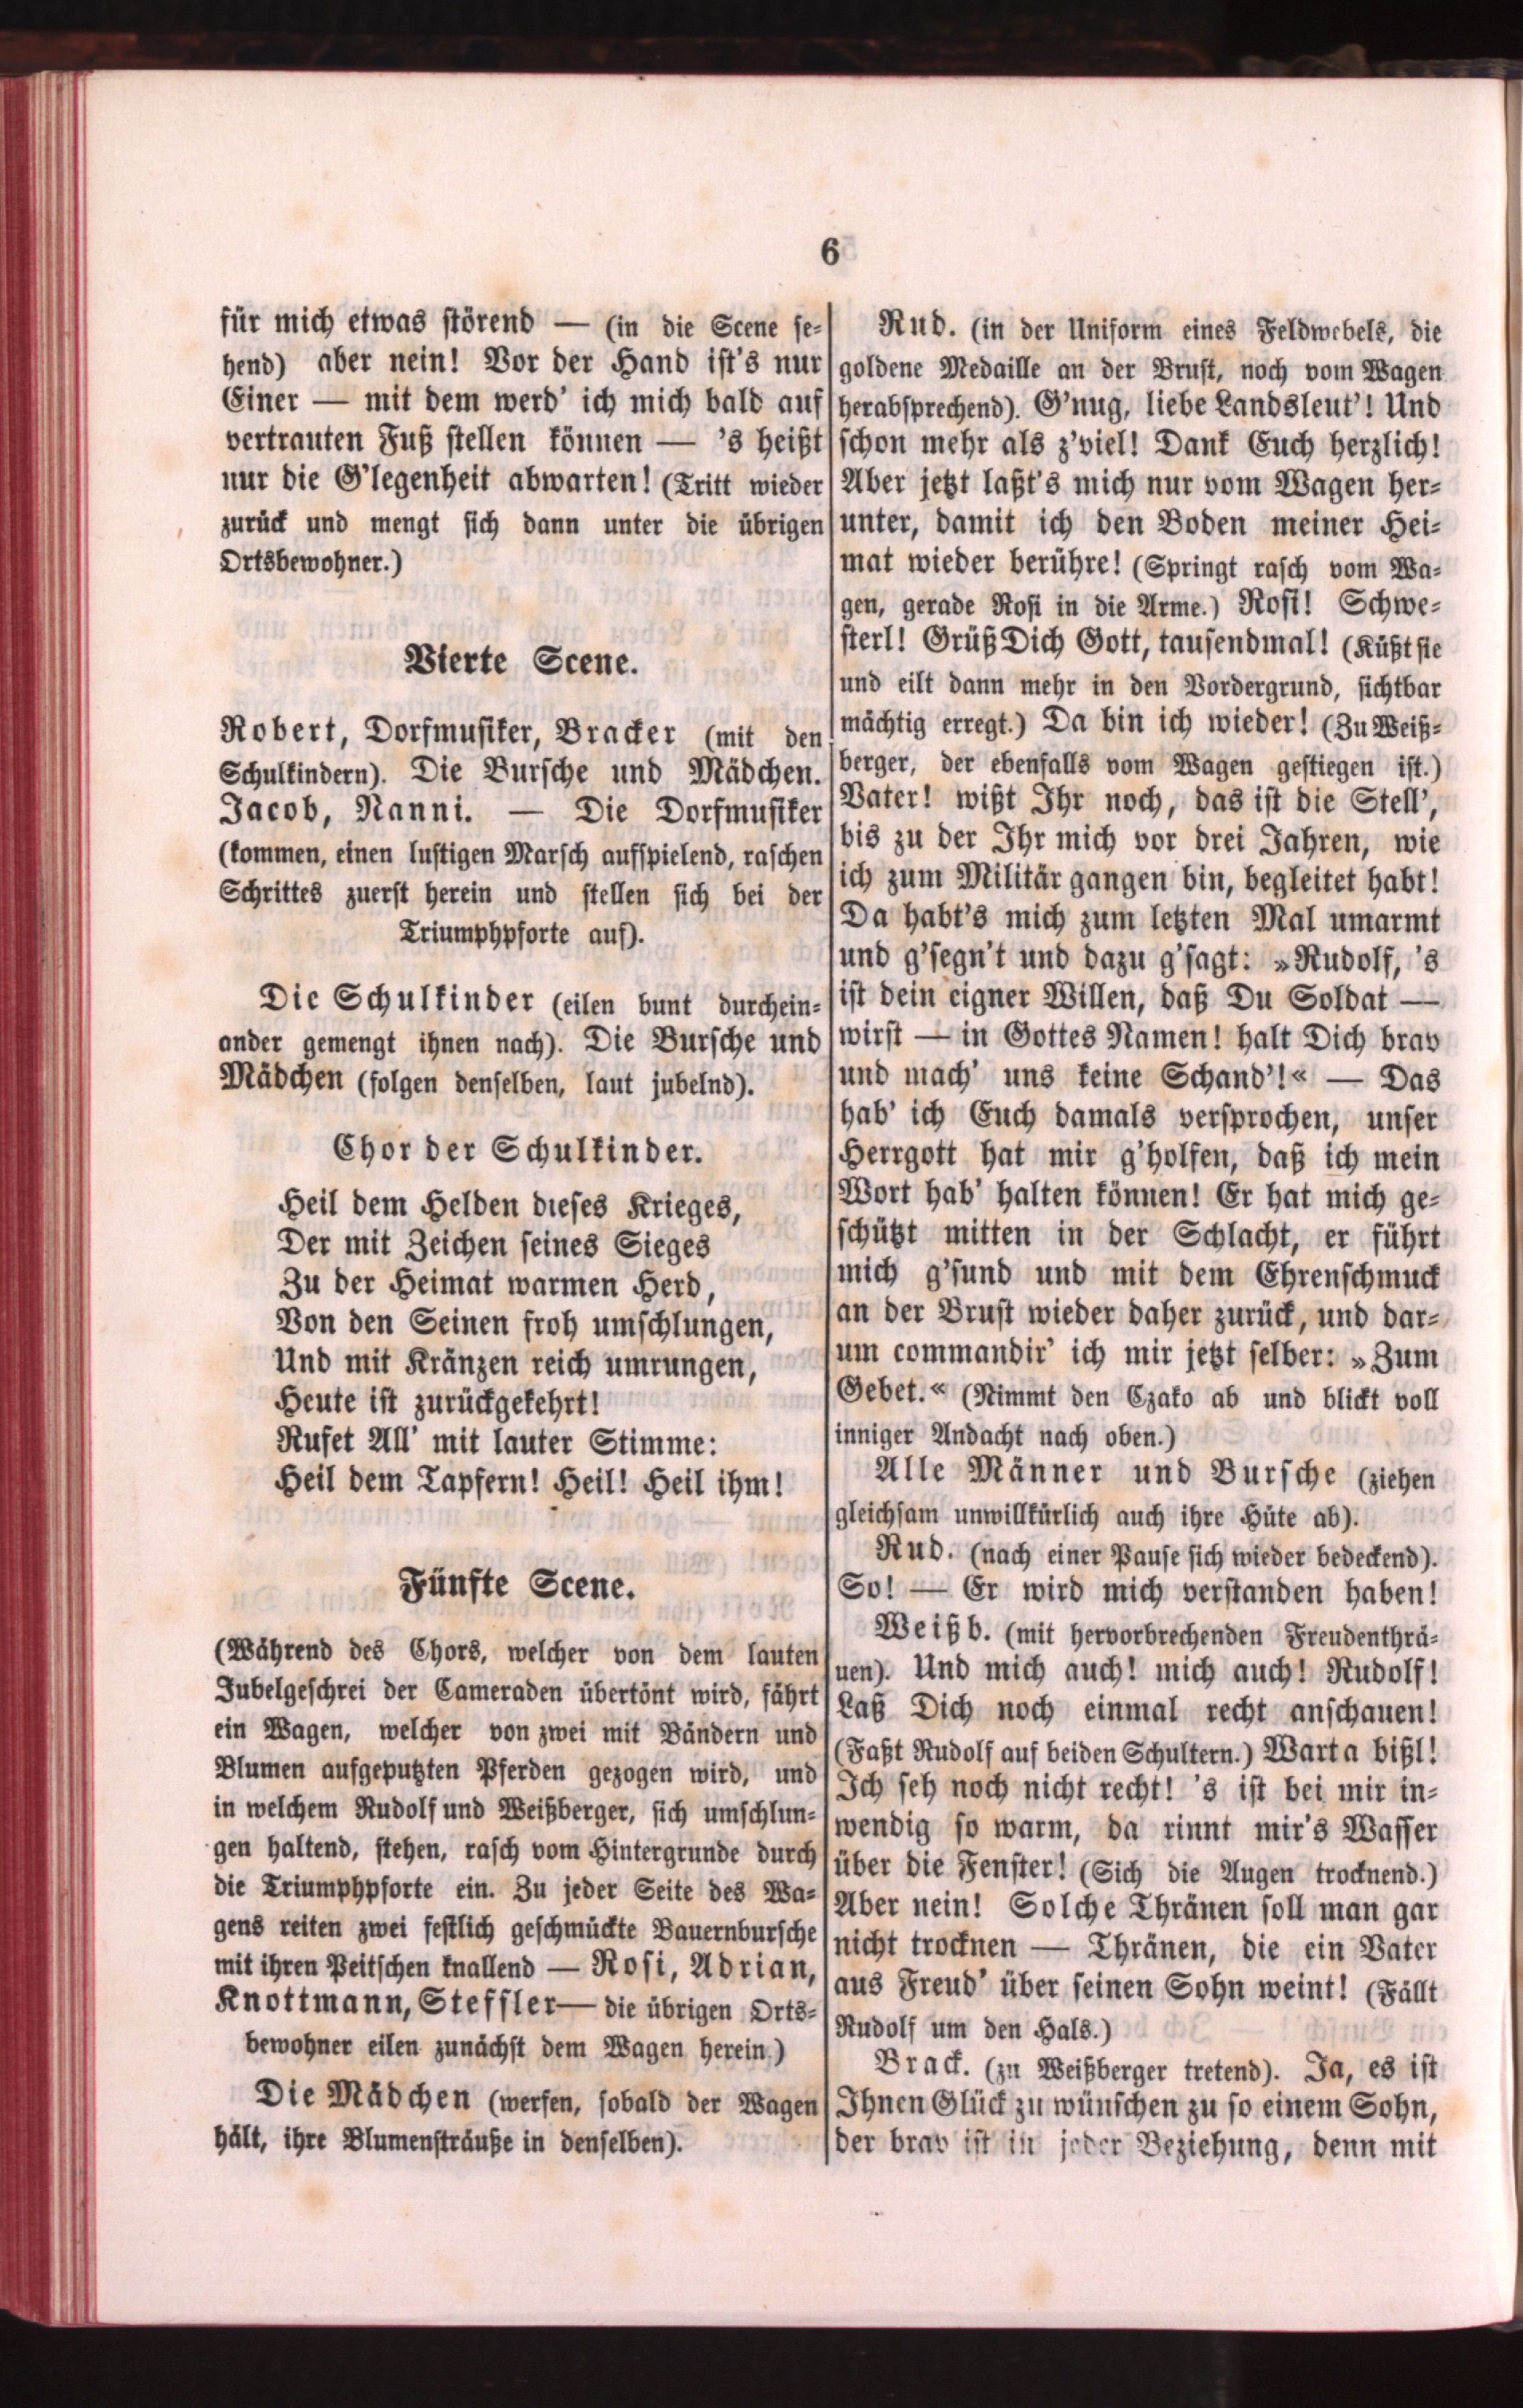 6
für mich etwas störend — (in die Scene se-
hend) aber nein! Vor der Hand ist's nur
Einer — mit dem werd' ich mich bald auf
vertrauten Fuß stellen können — 's heißt
nur die G'legenheit abwarten! (Tritt wieder
zurück und mengt sich dann unter die übrigen
Ortsbewohner.)
Vierte Scene.
Robert, Dorfmusiker, Bracker (mit den
Schulkindern). Die Bursche und Mädchen.
Jacob, Nanni. — Die Dorfmusiker
(kommen, einen lustigen Marsch aufspielend, raschen
Schrittes zuerst herein und stellen sich bei der
Triumphpforte auf).
Die Schulkinder (eilen bunt durchein-
ander gemengt ihnen nach). Die Bursche und
Mädchen (folgen denselben, laut jubelnd).
Chor der Schulkinder.
Heil dem Helden dieses Krieges,
Der mit Zeichen seines Sieges
Zu der Heimat warmen Herd,
Von den Seinen froh umschlungen,
Und mit Kränzen reich umrungen,
Heute ist zurückgekehrt!
Rufet All' mit lauter Stimme:
Heil dem Tapfern! Heil! Heil ihm!
Fünfte Scene.
(Während des Chors, welcher von dem lauten
Jubelgeschrei der Cameraden übertönt wird, fährt
ein Wagen, welcher von zwei mit Bändern und
Blumen aufgeputzten Pferden gezogen wird, und
in welchem Rudolf und Weißberger, sich umschlun-
gen haltend, stehen, rasch vom Hintergrunde durch
die Triumphpforte ein. Zu jeder Seite des Wa-
gens reiten zwei festlich geschmückte Bauernbursche
mit ihren Peitschen knallend — Rosi, Adrian,
Knottmann, Steffler— die übrigen Orts-
bewohner eilen zunächst dem Wagen herein.)
Die Mädchen (werfen, sobald der Wagen
hält, ihre Blumensträuße in denselben).
Rud. (in der Uniform eines Feldwebels, die
goldene Medaille an der Brust, noch vom Wagen
herabsprechend). G'nug, liebe Landsleut'! Und
schon mehr als z'viel! Dank Euch herzlich!
Aber jetzt laßt's mich nur vom Wagen her-
unter, damit ich den Boden meiner Hei-
mat wieder berühre! (Springt rasch vom Wa-
gen, gerade Rosi in die Arme.) Rosi! Schwe-
sterl! Grüß Dich Gott, tausendmal! (Küßt sie
und eilt dann mehr in den Vordergrund, sichtbar
mächtig erregt.) Da bin ich wieder! (Zu Weiß-
berger, der ebenfalls vom Wagen gestiegen ist.)
Vater! wißt Ihr noch, das ist die Stell',
bis zu der Ihr mich vor drei Jahren, wie
ich zum Militär gangen bin, begleitet habt!
Da habt's mich zum letzten Mal umarmt
und g'segn't und dazu g'sagt: »Rudolf, 's
ist dein eigner Willen, daß Du Soldat —
wirst — in Gottes Namen! halt Dich brav
und mach' uns keine Schand'!« — Das
hab' ich Euch damals versprochen, unser
Herrgott hat mir g'holfen, daß ich mein
Wort hab' halten können! Er hat mich ge-
schützt mitten in der Schlacht, er führt
mich g'sund und mit dem Ehrenschmuck
an der Brust wieder daher zurück, und dar-
um commandir' ich mir jetzt selber: »Zum
Gebet.« (Nimmt den Czako ab und blickt voll
inniger Andacht nach oben.)
Alle Männer und Bursche (ziehen
gleichsam unwillkürlich auch ihre Hüte ab).
Rud. (nach einer Pause sich wieder bedeckend).
So! — Er wird mich verstanden haben!
Weißb. (mit hervorbrechenden Freudenthrä-
nen). Und mich auch! mich auch! Rudolf!
Laß Dich noch einmal recht anschauen!
(Faßt Rudolf auf beiden Schultern.) Wart a bißl!
Ich seh noch nicht recht! 's ist bei mir in-
wendig so warm, da rinnt mir's Wasser
über die Fenster! (Sich die Augen trocknend.)
Aber nein! Solche Thränen soll man gar
nicht trocknen — Thränen, die ein Vater
aus Freud' über seinen Sohn weint! (Fällt
Rudolf um den Hals.)
Brack. (zu Weißberger tretend). Ja, es ist
Ihnen Glück zu wünschen zu so einem Sohn,
der brav ist in jeder Beziehung, denn mit